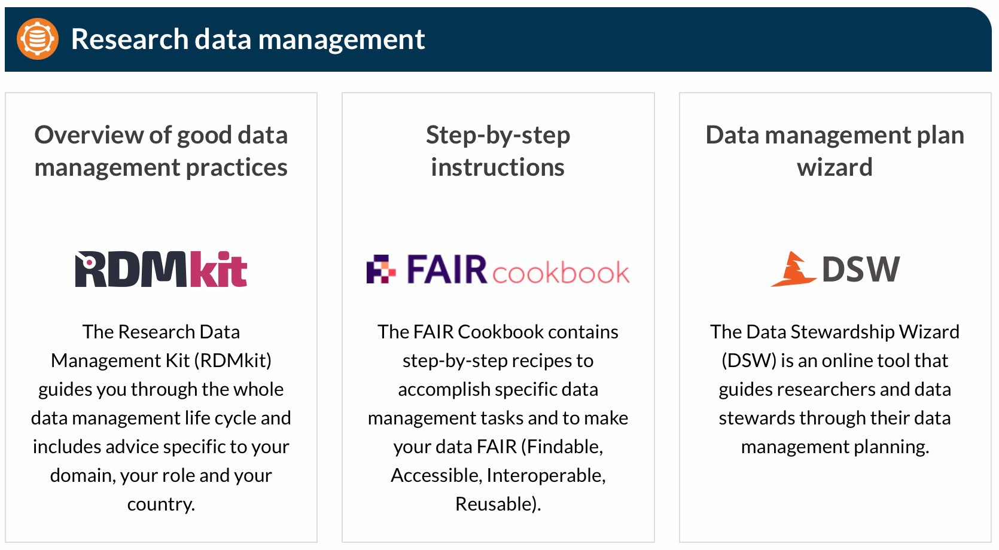 Research data management
Overview of good data
management practices
RDMkit
The Research Data
Management Kit (RDMkit)
guides you through the whole
data management life cycle and
includes advice specific to your
domain, your role and your
country.
Step-by-step
instructions
FAIR cookbook
The FAIR Cookbook contains
step-by-step recipes to
accomplish specific data
management tasks and to make
your data FAIR (Findable,
Accessible, Interoperable,
Reusable).
Data management plan
wizard
DSW
The Data Stewardship Wizard
(DSW) is an online tool that
guides researchers and data
stewards through their data
management planning.